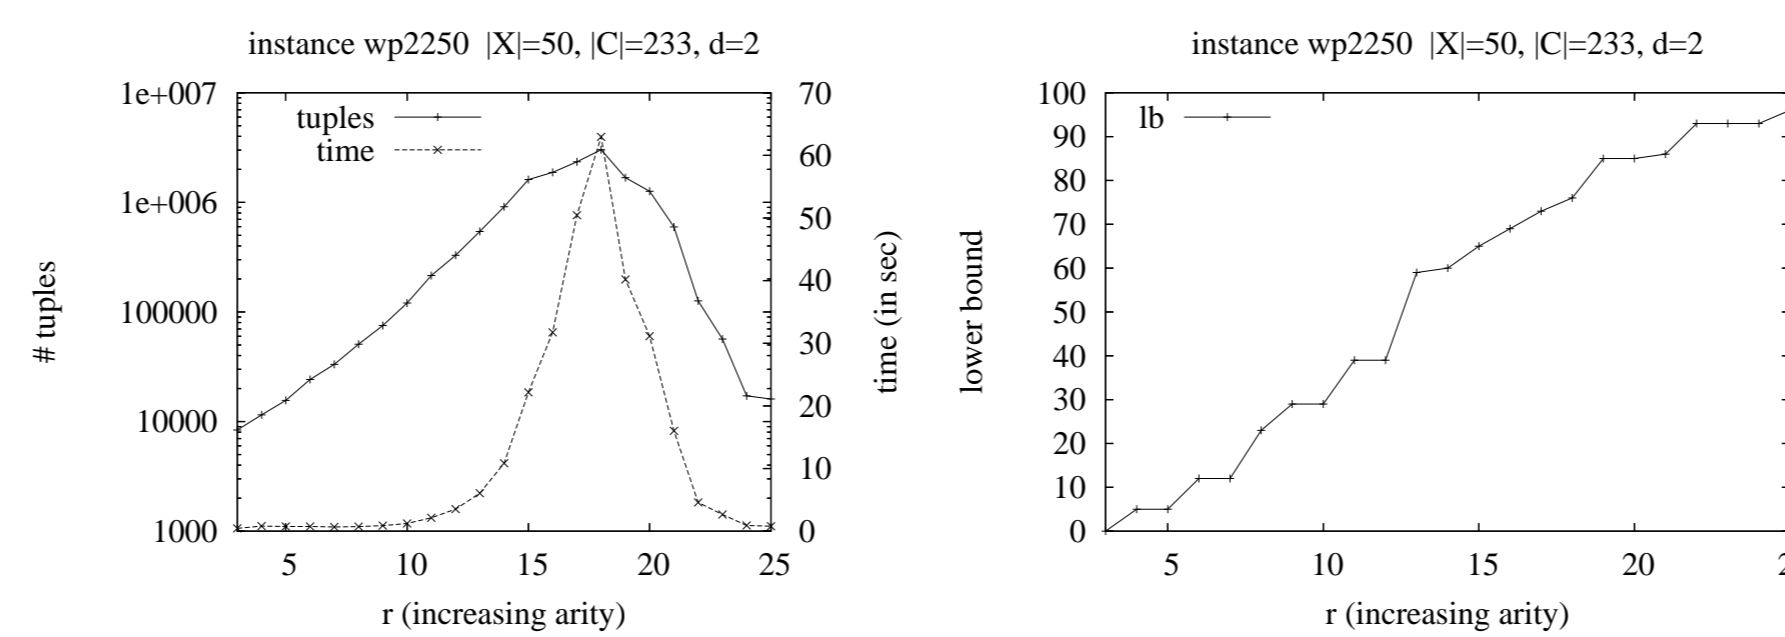 instance wp2250 |X|=50, |C|=233, d=2
1e+007
1e+006
100000
10000
1000
# tuples
tuples
time
70
60
50
40
30
20
10
0
time (in sec)
5 10 15 20 25
r (increasing arity)
instance wp2250 |X|=50, |C|=233, d=2
100
90
80
70
60
50
40
30
20
10
0
lower bound
lb
5 10 15 20 2
r (increasing arity)